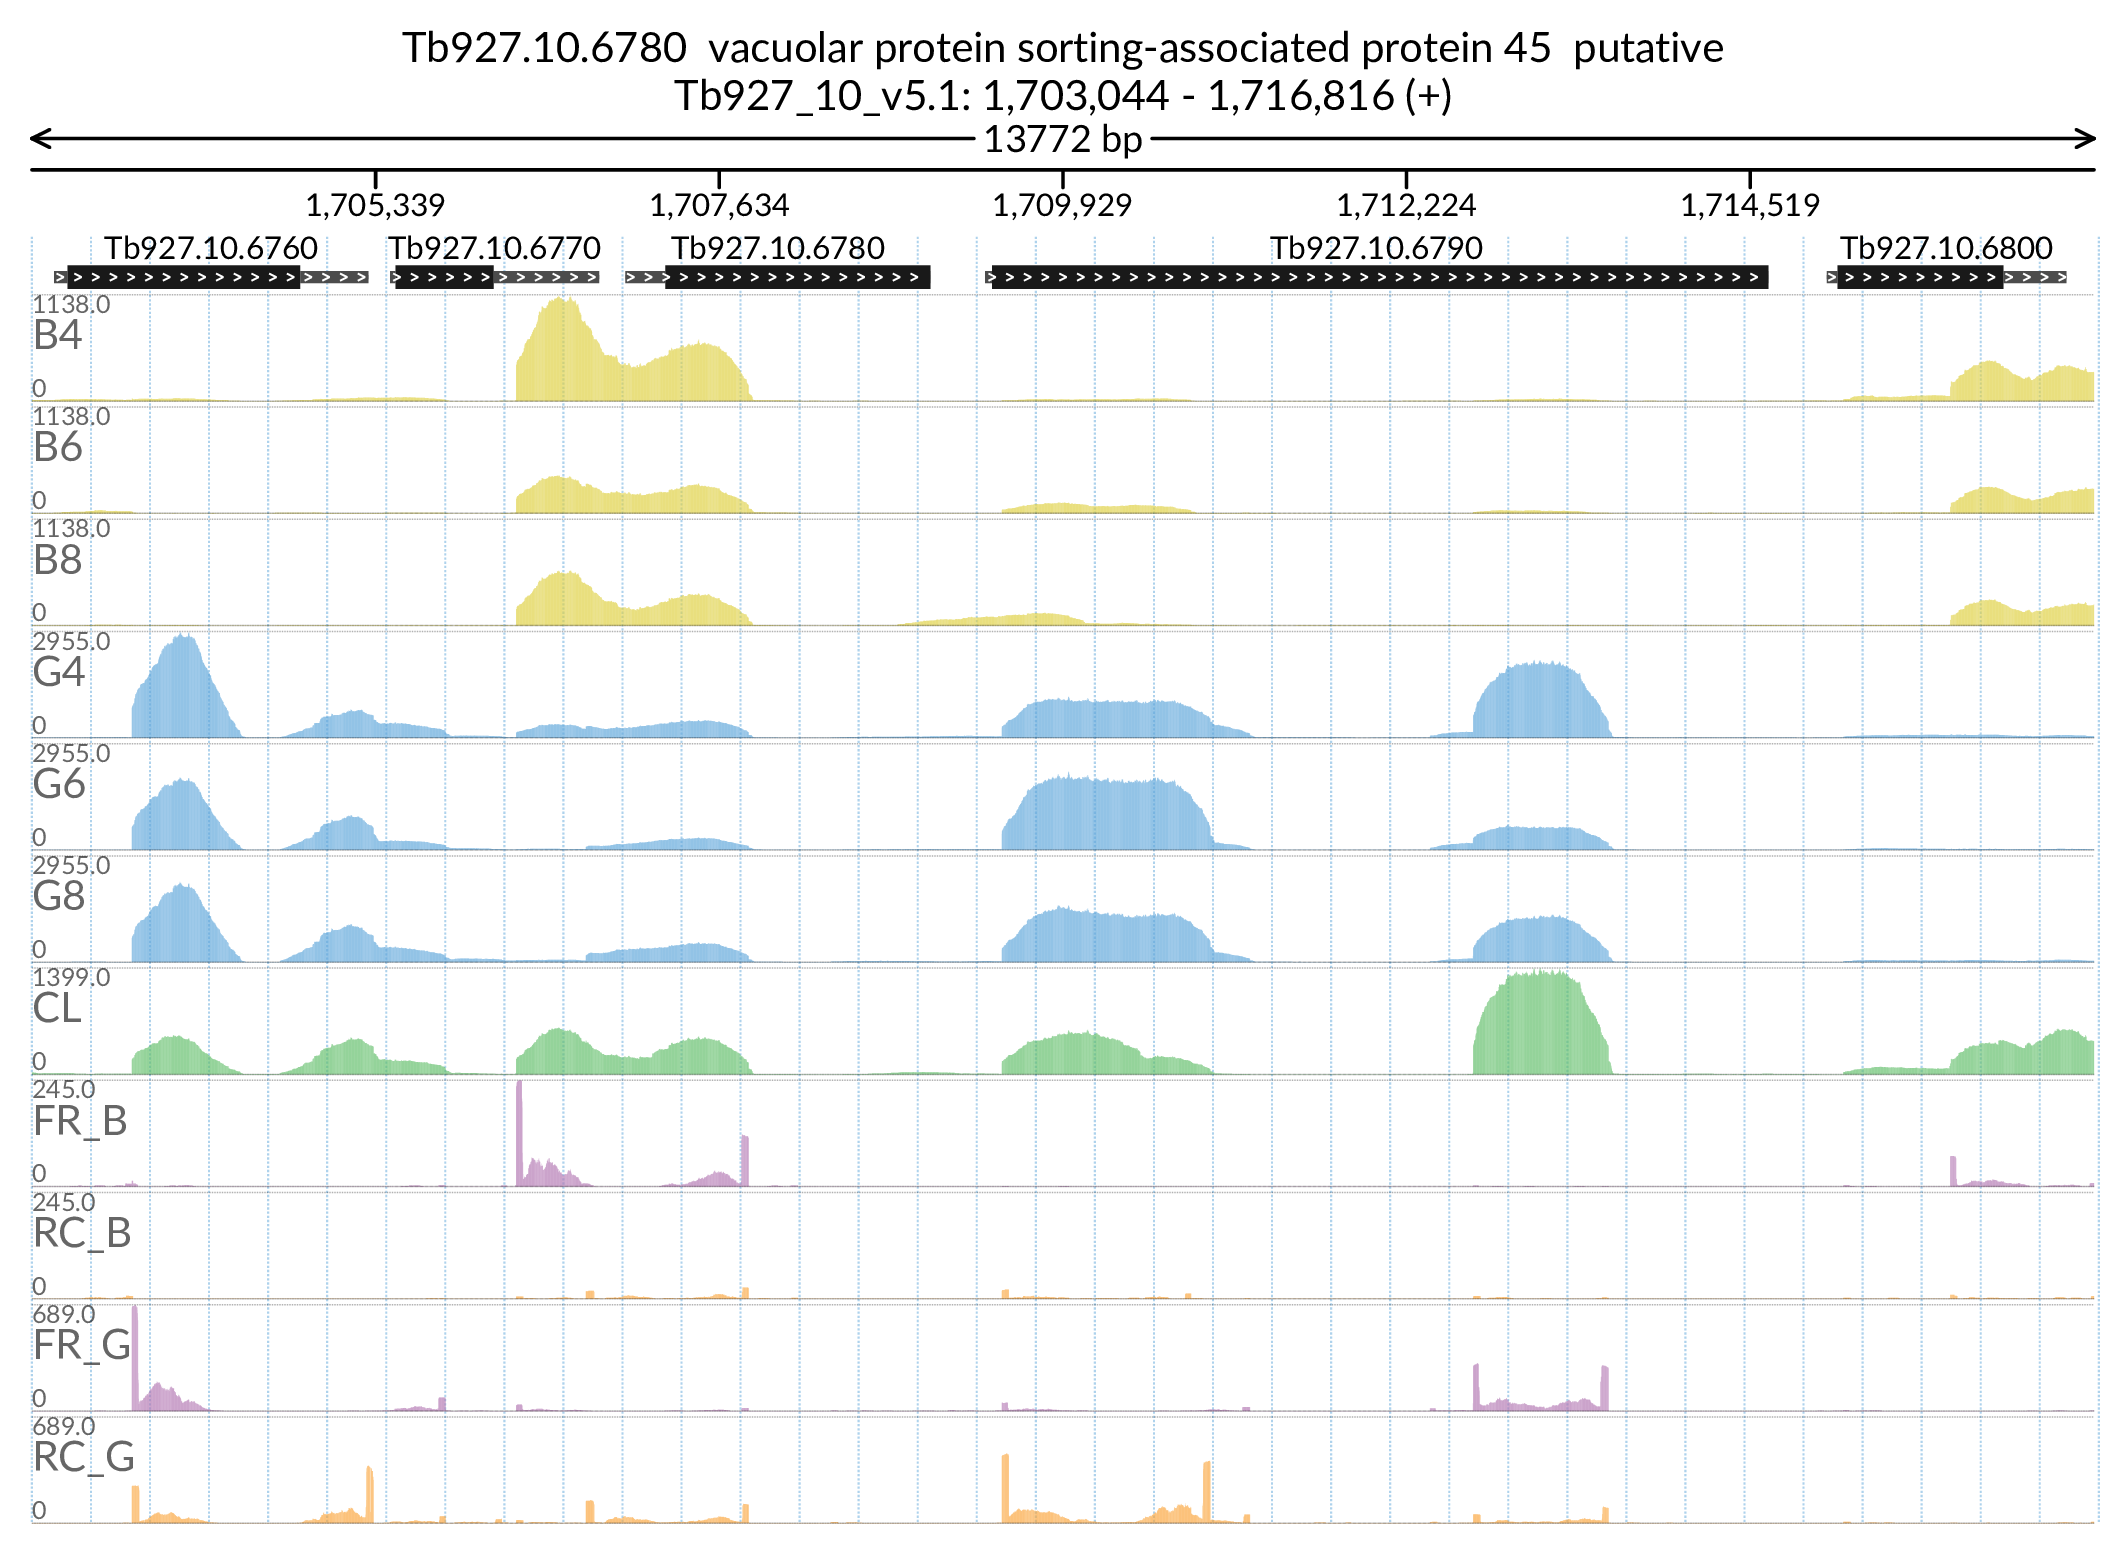 Tb927.10.6780 vacuolar protein sorting-associated protein 45 putative
Tb927_10_v5.1: 1,703,044 - 1,716,816 (+)
13772 bp
1,705,339 1,707,634 1,709,929 1,712,224 1,714,519
Tb927.10.6760 Tb927.10.6770 Tb927.10.6780 Tb927.10.6790 Tb927.10.6800
1138.0
B4
0
1138.0
B6
0
1138.0
B8
0
2955.0
G4
0
2955.0
G6
0
2955.0
G8
0
1399.0
CL
0
245.0
FR_B
0
245.0
RC_B
0
689.0
FR_G
0
689.0
RC_G
0